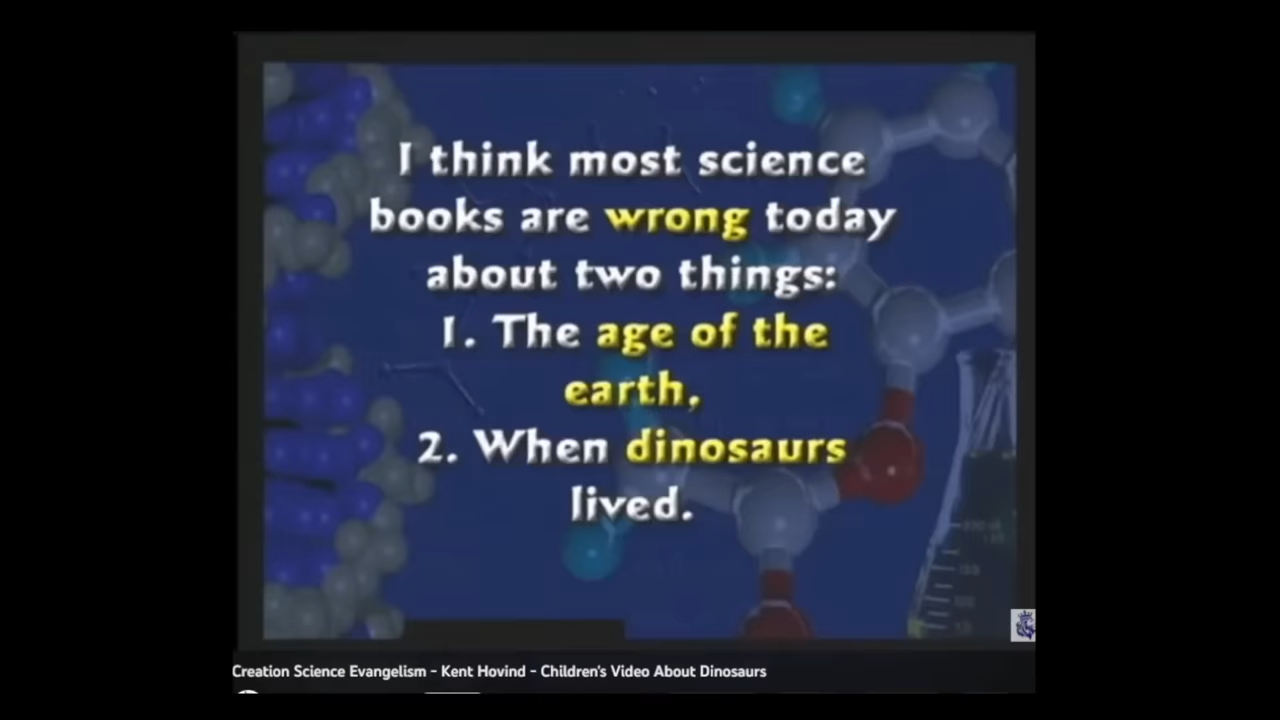 I think most science
books are wrong today
about two things:
1. The age of the
earth,
2. When dinosaurs
lived.
Creation Science Evangelism - Kent Hovind - Children's Video About Dinosaurs